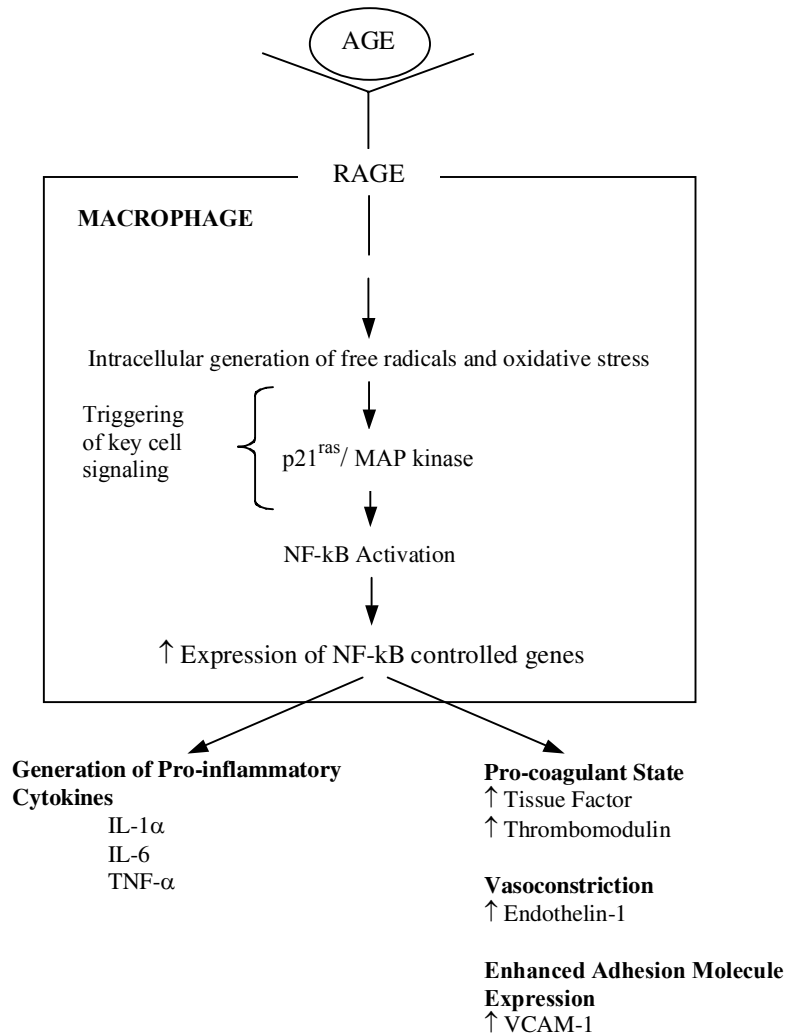 AGE
RAGE
MACROPHAGE
Intracellular generation of free radicals and oxidative stress
Triggering
of key cell
signaling
p21ras/ MAP kinase
NF-kB Activation
↑ Expression of NF-kB controlled genes
Generation of Pro-inflammatory
Cytokines
IL-1α
IL-6
TNF-α
Pro-coagulant State
↑ Tissue Factor
↑ Thrombomodulin
Vasoconstriction
↑ Endothelin-1
Enhanced Adhesion Molecule
Expression
↑ VCAM-1